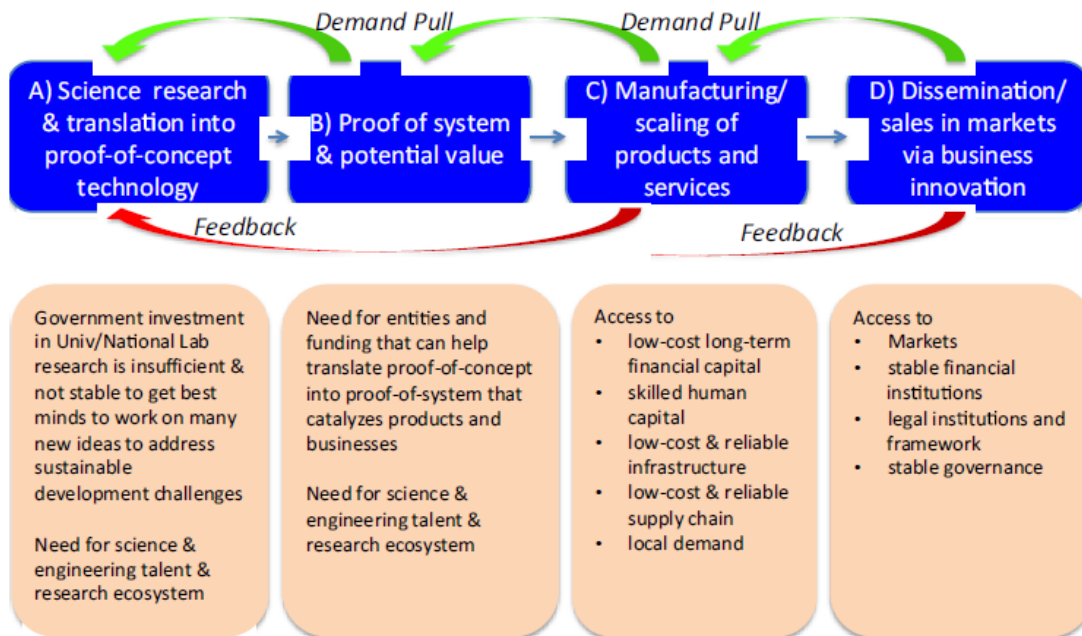 Demand Pull
Demand Pull
A) Science research
& translation into
proof-of-concept
technology
B) Proof of system
& potential value
C) Manufacturing/
scaling of
products and
services
D) Dissemination/
sales in markets
via business
innovation
Feedback
Feedback
Government investment
in Univ/National Lab
research is insufficient &
not stable to get best
minds to work on many
new ideas to address
sustainable
development challenges
Need for science &
engineering talent &
research ecosystem
Need for entities and
funding that can help
translate proof-of-concept
into proof-of-system that
catalyzes products and
businesses
Need for science &
engineering talent &
research ecosystem
Access to
• low-cost long-term
financial capital
• skilled human
capital
• low-cost & reliable
infrastructure
• low-cost & reliable
supply chain
• local demand
Access to
• Markets
• stable financial
institutions
• legal institutions and
framework
• stable governance